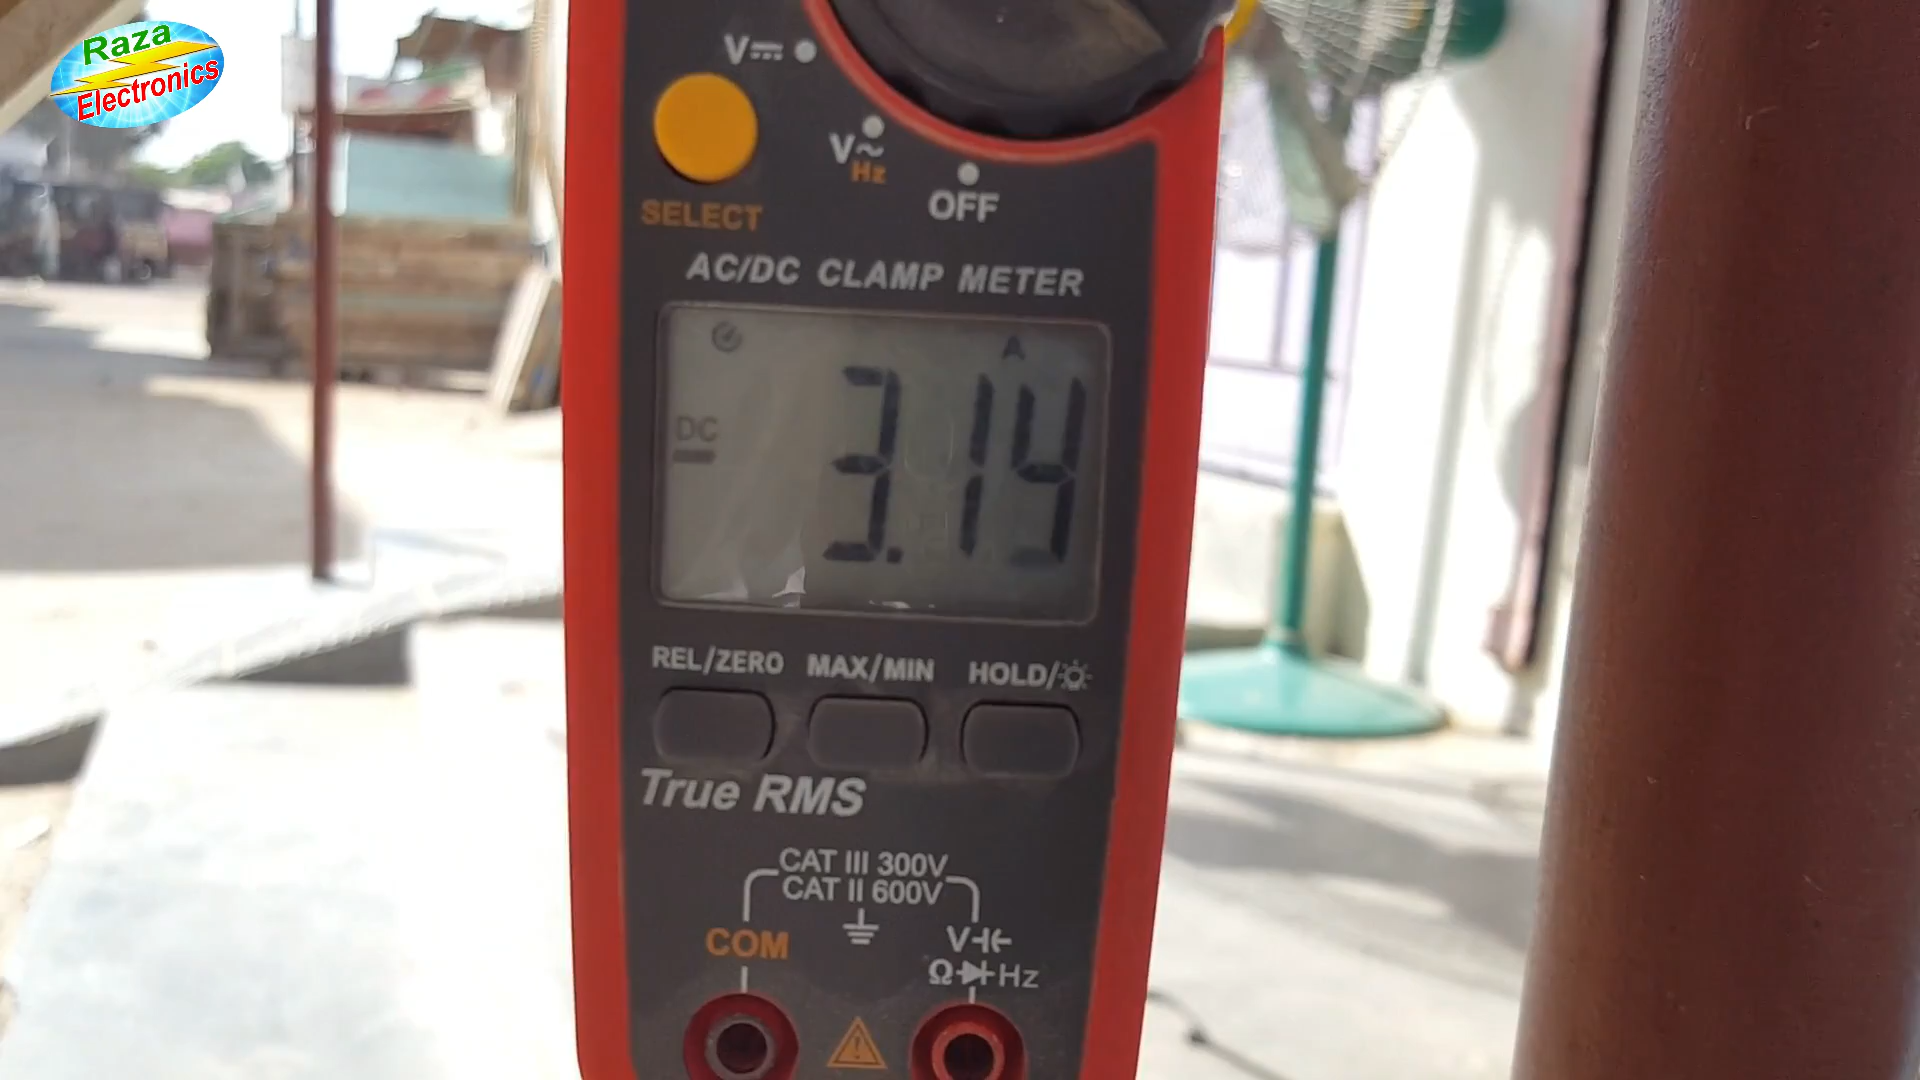 Raza
Electronics
V
V~
Hz
OFF
SELECT
AC/DC CLAMP METER
A
DC
3.14
REL/ZERO MAX/MIN HOLD/
True RMS
CAT III 300V
CAT II 600V
COM
V
Ω Hz